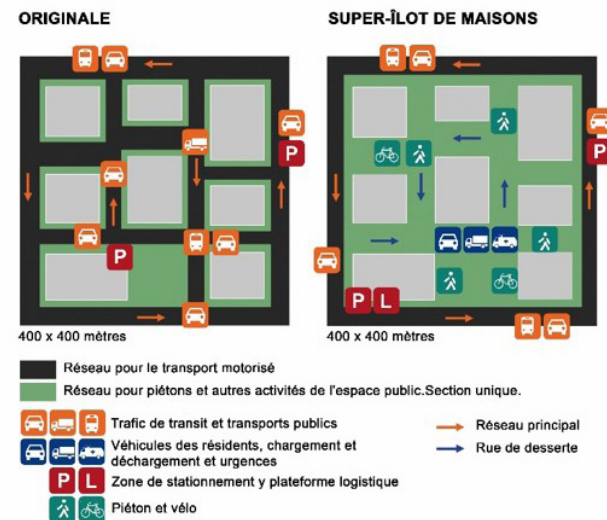 ORIGINALE
SUPER-ÎLOT DE MAISONS
P
P
P
P
P L
400 x 400 mètres
400 x 400 mètres
Réseau pour le transport motorisé
Réseau pour piétons et autres activités de l'espace public.Section unique.
Trafic de transit et transports publics
Véhicules des résidents, chargement et
déchargement et urgences
P L Zone de stationnement y plateforme logistique
Piéton et vélo
Réseau principal
Rue de desserte